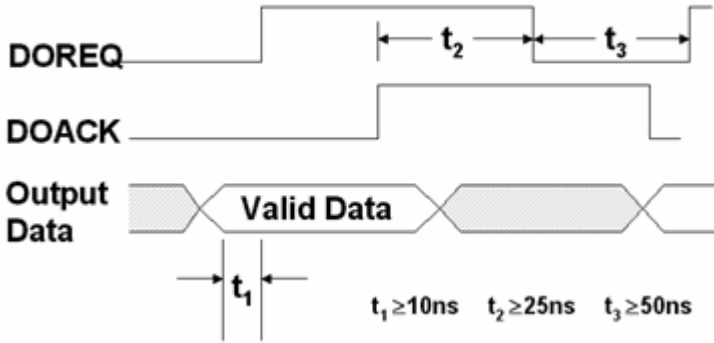 DOREQ
t₂
t₃
DOACK
Output
Data
Valid Data
t₁
t₁ ≥10ns t₂ ≥25ns t₃ ≥50ns